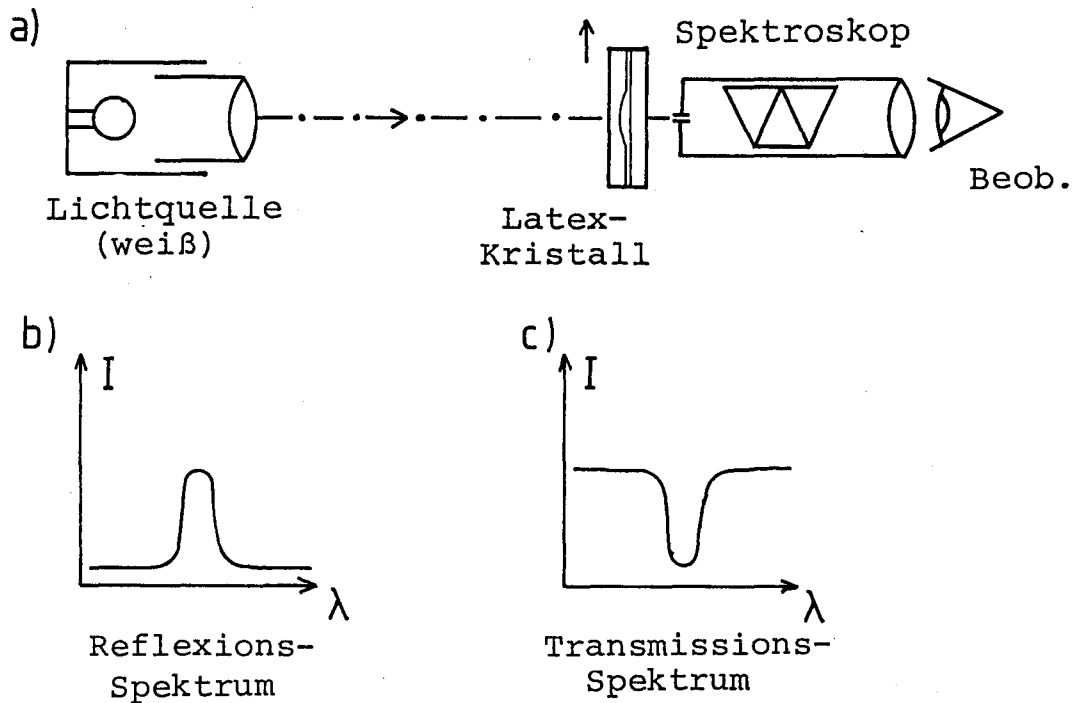 a)
Spektroskop
Lichtquelle
(weiß)
Latex-
Kristall
Beob.
b)
I
λ
Reflexions-
Spektrum
c)
I
λ
Transmissions-
Spektrum